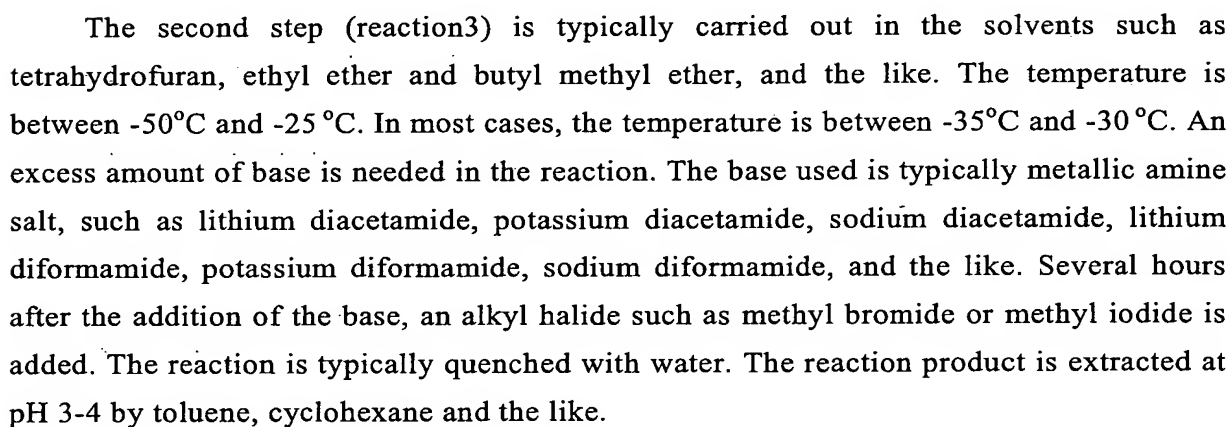 The second step (reaction3) is typically carried out in the solvents such as
tetrahydrofuran, ethyl ether and butyl methyl ether, and the like. The temperature is
between -50°C and -25 °C. In most cases, the temperature is between -35°C and -30 °C. An
excess amount of base is needed in the reaction. The base used is typically metallic amine
salt, such as lithium diacetamide, potassium diacetamide, sodium diacetamide, lithium
diformamide, potassium diformamide, sodium diformamide, and the like. Several hours
after the addition of the base, an alkyl halide such as methyl bromide or methyl iodide is
added. The reaction is typically quenched with water. The reaction product is extracted at
pH 3-4 by toluene, cyclohexane and the like.